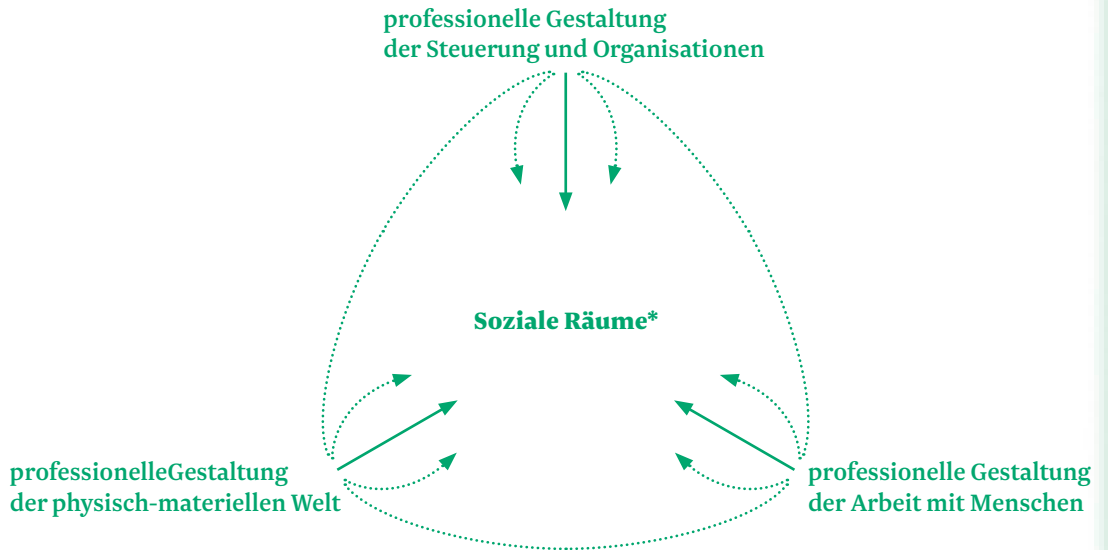 professionelle Gestaltung
der Steuerung und Organisationen
Soziale Räume*
professionelleGestaltung
der physisch-materiellen Welt
professionelle Gestaltung
der Arbeit mit Menschen